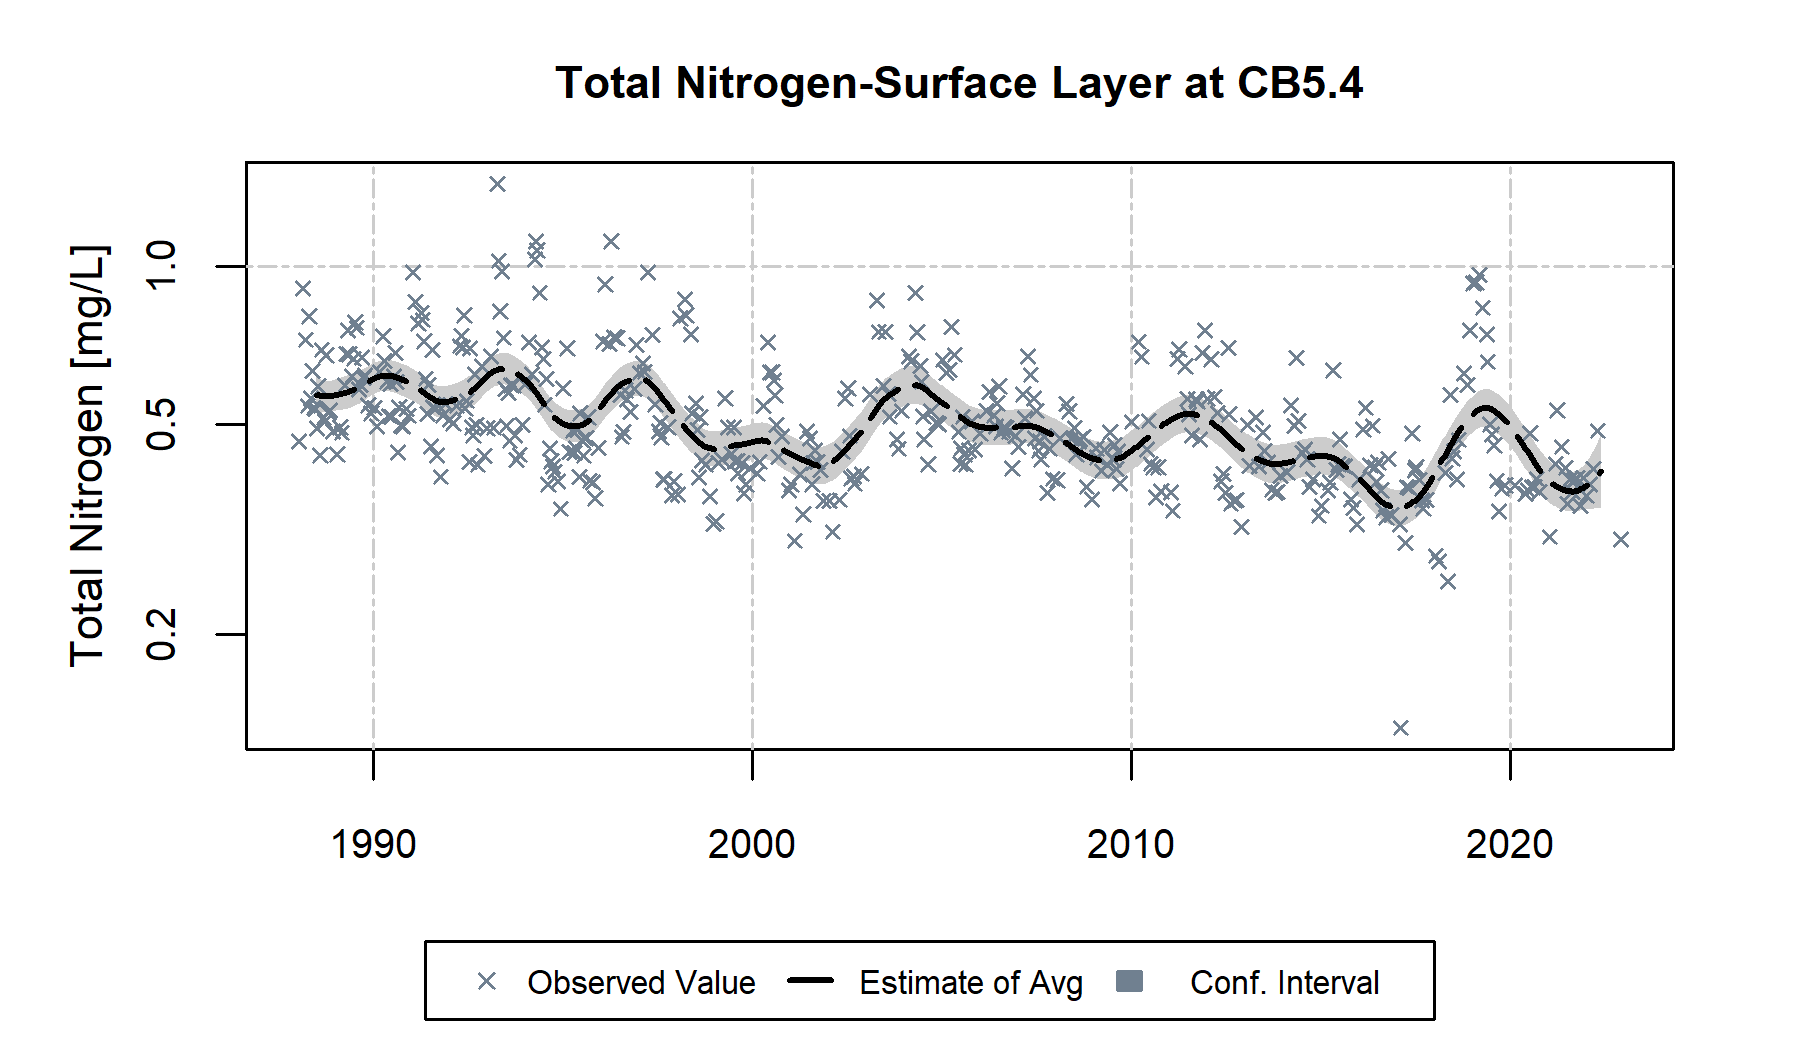 Total Nitrogen-Surface Layer at CB5.4
Total Nitrogen [mg/L]
1.0
0.5
0.2
1990 2000 2010 2020
Observed Value Estimate of Avg Conf. Interval